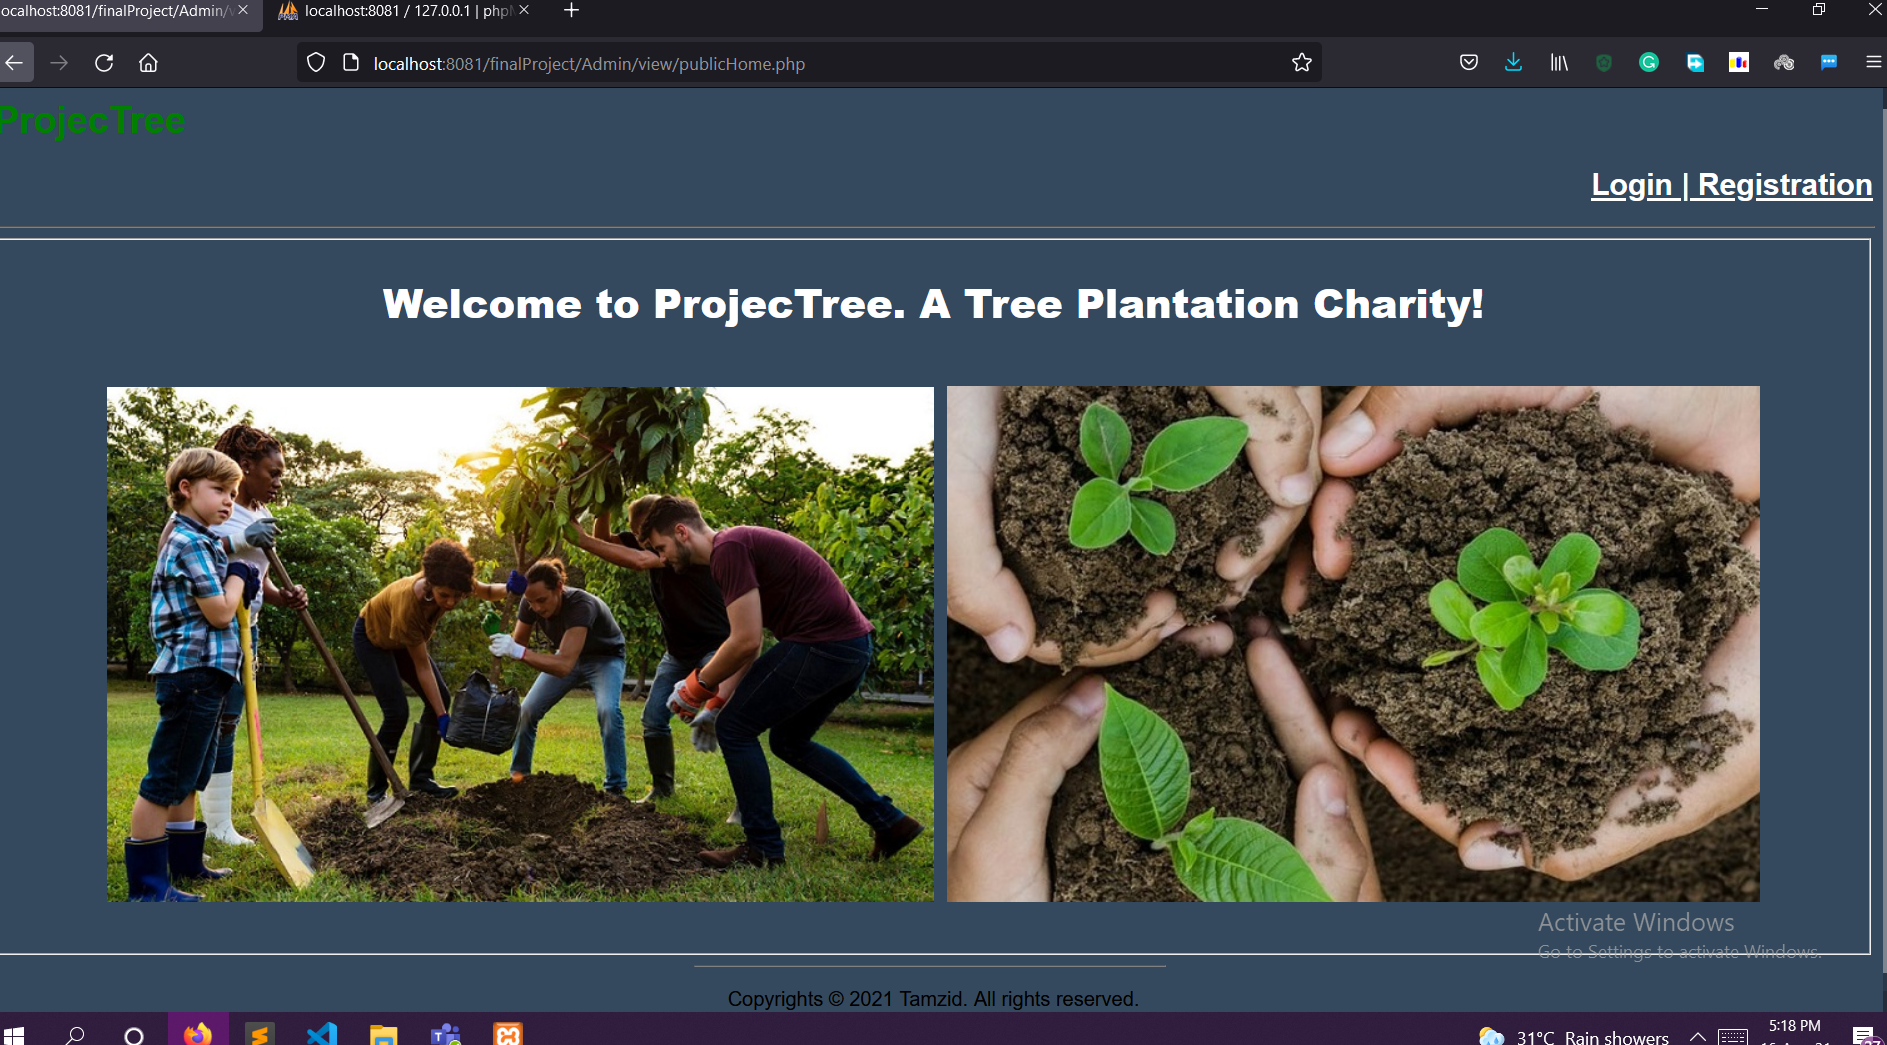 ocalhost:8081/finalProject/Admin/v
localhost:8081 / 127.0.0.1 | phpM
localhost:8081/finalProject/Admin/view/publicHome.php
ProjecTree
Login | Registration
Welcome to ProjecTree. A Tree Plantation Charity!
Activate Windows
Go to Settings to activate Windows.
Copyrights © 2021 Tamzid. All rights reserved.
31°C Rain showers
5:18 PM